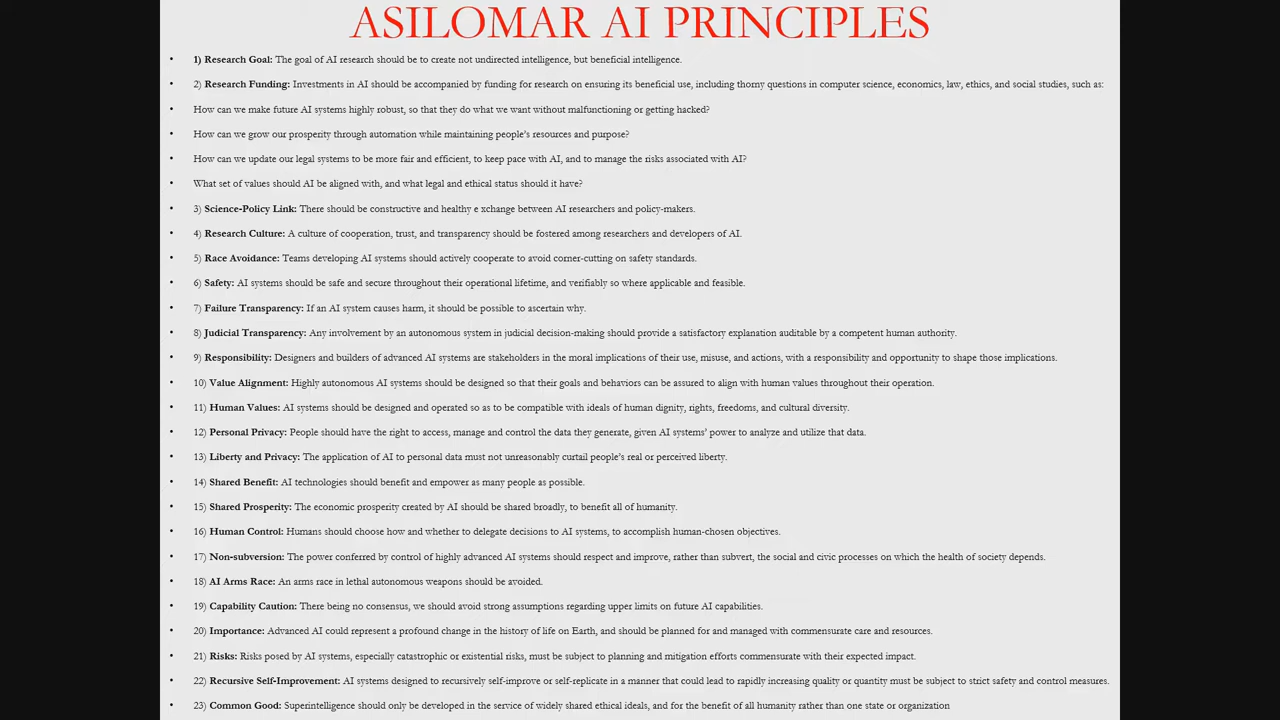 ASILOMAR AI PRINCIPLES
• 1) Research Goal: The goal of AI research should be to create not undirected intelligence, but beneficial intelligence.
• 2) Research Funding: Investments in AI should be accompanied by funding for research on ensuring its beneficial use, including thorny questions in computer science, economics, law, ethics, and social studies, such as:
• How can we make future AI systems highly robust, so that they do what we want without malfunctioning or getting hacked?
• How can we grow our prosperity through automation while maintaining people's resources and purpose?
• How can we update our legal systems to be more fair and efficient, to keep pace with AI, and to manage the risks associated with AI?
• What set of values should AI be aligned with, and what legal and ethical status should it have?
• 3) Science-Policy Link: There should be constructive and healthy e xchange between AI researchers and policy-makers.
• 4) Research Culture: A culture of cooperation, trust, and transparency should be fostered among researchers and developers of AI.
• 5) Race Avoidance: Teams developing AI systems should actively cooperate to avoid corner-cutting on safety standards.
• 6) Safety: AI systems should be safe and secure throughout their operational lifetime, and verifiably so where applicable and feasible.
• 7) Failure Transparency: If an AI system causes harm, it should be possible to ascertain why.
• 8) Judicial Transparency: Any involvement by an autonomous system in judicial decision-making should provide a satisfactory explanation auditable by a competent human authority.
• 9) Responsibility: Designers and builders of advanced AI systems are stakeholders in the moral implications of their use, misuse, and actions, with a responsibility and opportunity to shape those implications.
• 10) Value Alignment: Highly autonomous AI systems should be designed so that their goals and behaviors can be assured to align with human values throughout their operation.
• 11) Human Values: AI systems should be designed and operated so as to be compatible with ideals of human dignity, rights, freedoms, and cultural diversity.
• 12) Personal Privacy: People should have the right to access, manage and control the data they generate, given AI systems' power to analyze and utilize that data.
• 13) Liberty and Privacy: The application of AI to personal data must not unreasonably curtail people's real or perceived liberty.
• 14) Shared Benefit: AI technologies should benefit and empower as many people as possible.
• 15) Shared Prosperity: The economic prosperity created by AI should be shared broadly, to benefit all of humanity.
• 16) Human Control: Humans should choose how and whether to delegate decisions to AI systems, to accomplish human-chosen objectives.
• 17) Non-subversion: The power conferred by control of highly advanced AI systems should respect and improve, rather than subvert, the social and civic processes on which the health of society depends.
• 18) AI Arms Race: An arms race in lethal autonomous weapons should be avoided.
• 19) Capability Caution: There being no consensus, we should avoid strong assumptions regarding upper limits on future AI capabilities.
• 20) Importance: Advanced AI could represent a profound change in the history of life on Earth, and should be planned for and managed with commensurate care and resources.
• 21) Risks: Risks posed by AI systems, especially catastrophic or existential risks, must be subject to planning and mitigation efforts commensurate with their expected impact.
• 22) Recursive Self-Improvement: AI systems designed to recursively self-improve or self-replicate in a manner that could lead to rapidly increasing quality or quantity must be subject to strict safety and control measures.
• 23) Common Good: Superintelligence should only be developed in the service of widely shared ethical ideals, and for the benefit of all humanity rather than one state or organization